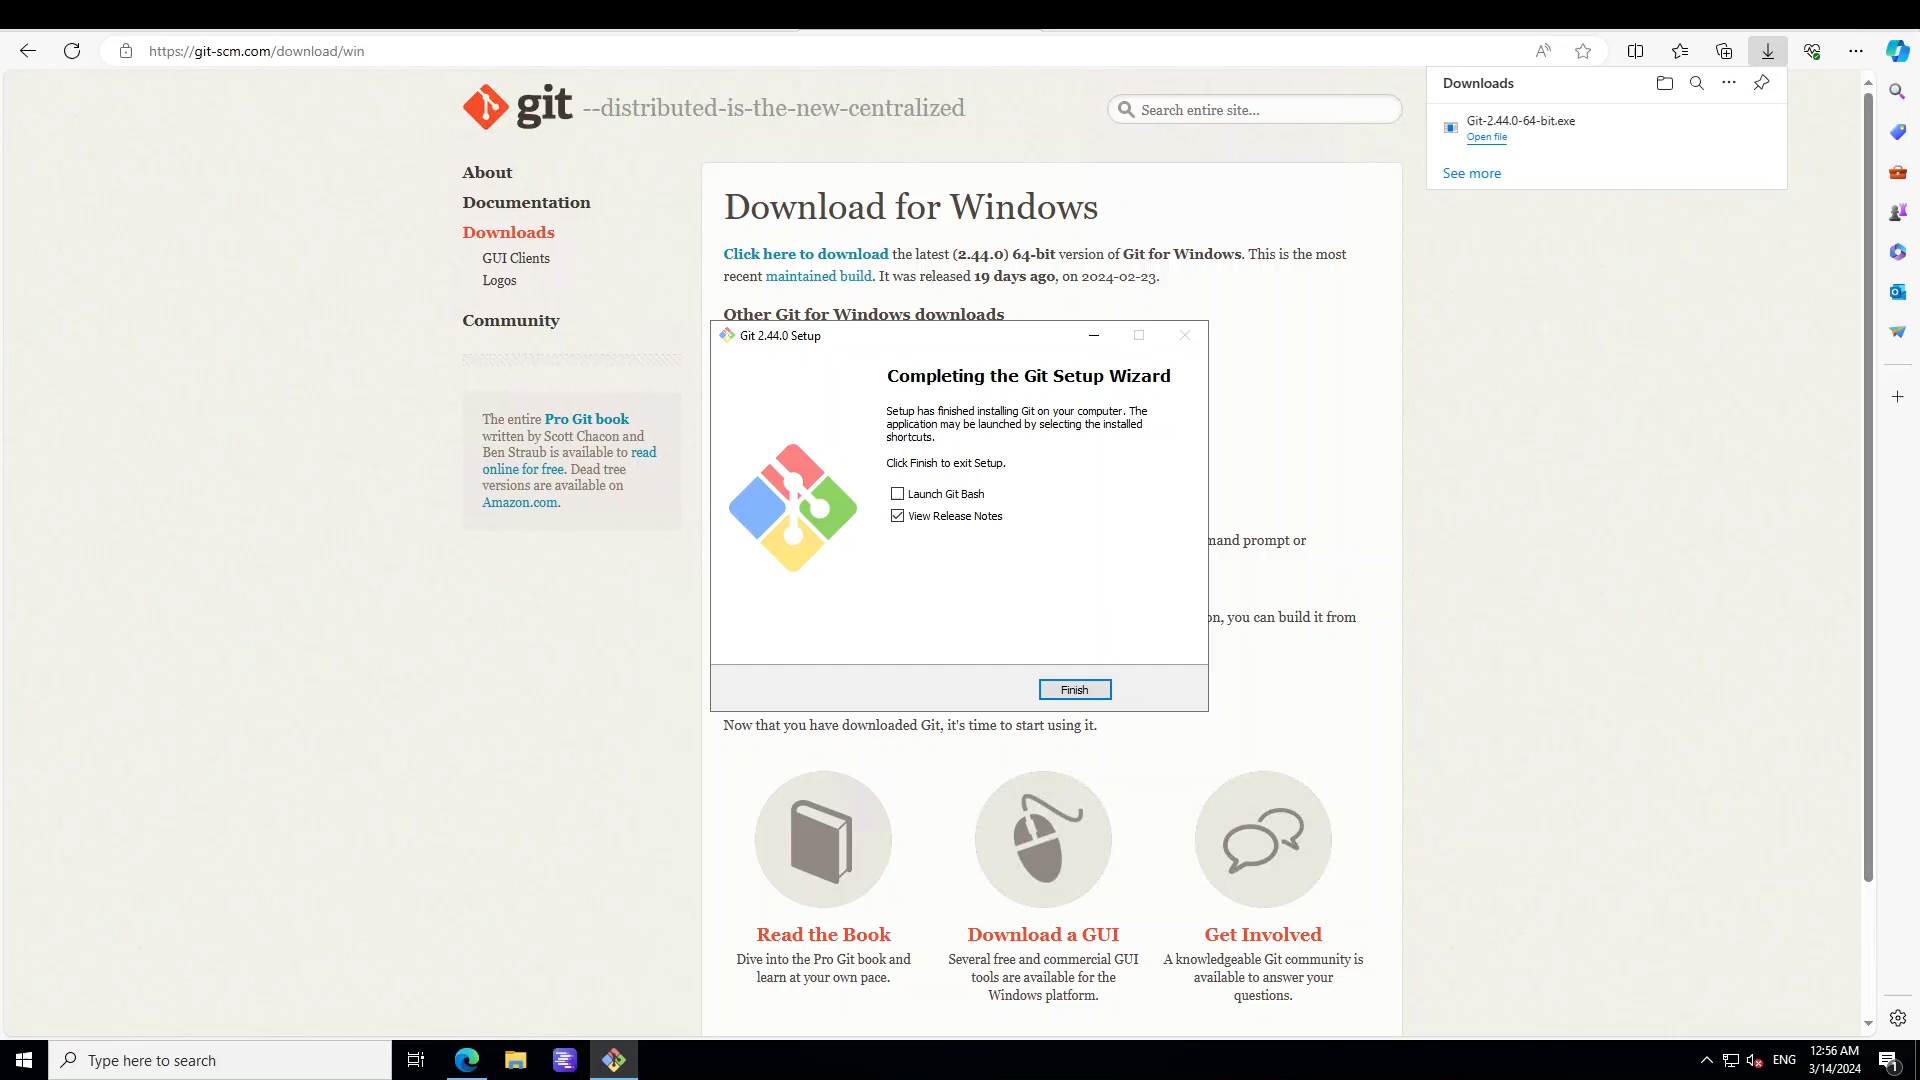 https://git-scm.com/download/win
Downloads
Git-2.44.0-64-bit.exe
Open file
See more
git --distributed-is-the-new-centralized
Search entire site...
About
Documentation
Downloads
GUI Clients
Logos
Community
The entire Pro Git book
written by Scott Chacon and
Ben Straub is available to read
online for free. Dead tree
versions are available on
Amazon.com.
Download for Windows
Click here to download the latest (2.44.0) 64-bit version of Git for Windows. This is the most
recent maintained build. It was released 19 days ago, on 2024-02-23.
Other Git for Windows downloads
Git 2.44.0 Setup
Completing the Git Setup Wizard
Setup has finished installing Git on your computer. The
application may be launched by selecting the installed
shortcuts.
Click Finish to exit Setup.
Launch Git Bash
View Release Notes
Finish
mand prompt or
on, you can build it from
Now that you have downloaded Git, it's time to start using it.
Read the Book
Dive into the Pro Git book and
learn at your own pace.
Download a GUI
Several free and commercial GUI
tools are available for the
Windows platform.
Get Involved
A knowledgeable Git community is
available to answer your
questions.
Type here to search
ENG
12:56 AM
3/14/2024
1